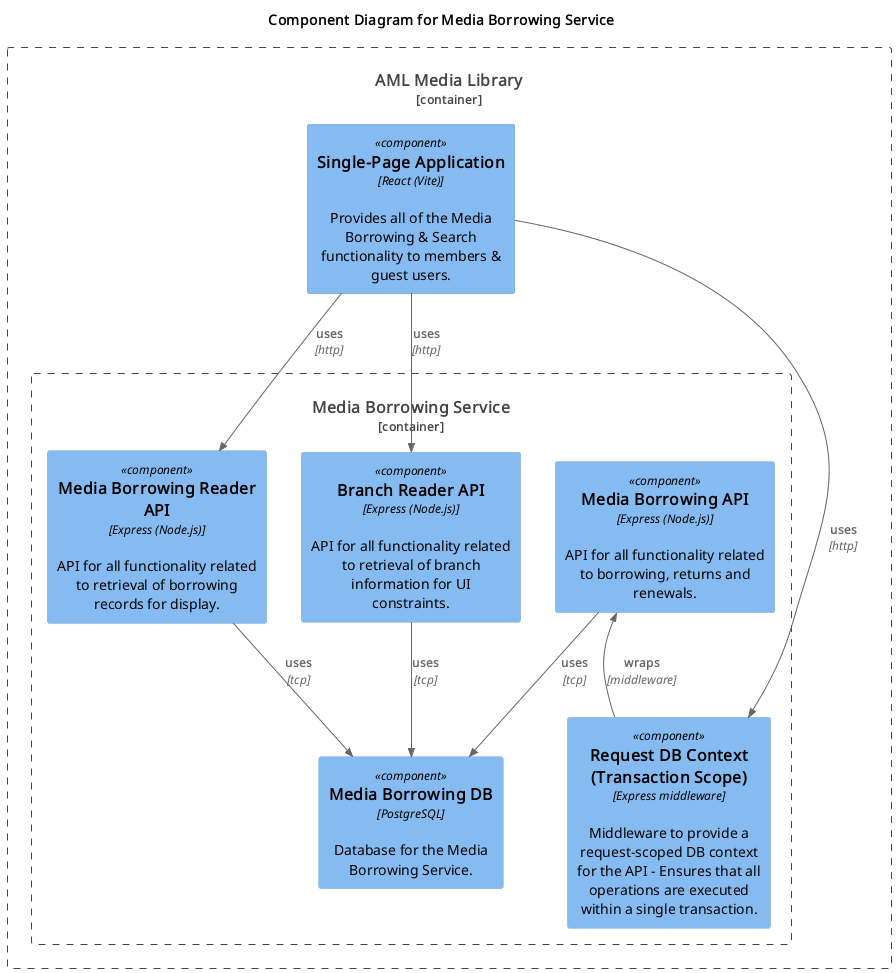 Component Diagram for Media Borrowing Service
AML Media Library
[container]
«component»
Single-Page Application
[React (Vite)]
Provides all of the Media
Borrowing & Search
functionality to members &
guest users.
uses
[http]
uses
[http]
Media Borrowing Service
[container]
«component»
Media Borrowing Reader
API
[Express (Node.js)]
API for all functionality related
to retrieval of borrowing
records for display.
«component»
Branch Reader API
[Express (Node.js)]
API for all functionality related
to retrieval of branch
information for UI
constraints.
«component»
Media Borrowing API
[Express (Node.js)]
API for all functionality related
to borrowing, returns and
renewals.
uses
[http]
uses
[tcp]
uses
[tcp]
uses
[tcp]
wraps
[middleware]
«component»
Media Borrowing DB
[PostgreSQL]
Database for the Media
Borrowing Service.
«component»
Request DB Context
(Transaction Scope)
[Express middleware]
Middleware to provide a
request-scoped DB context
for the API - Ensures that all
operations are executed
within a single transaction.